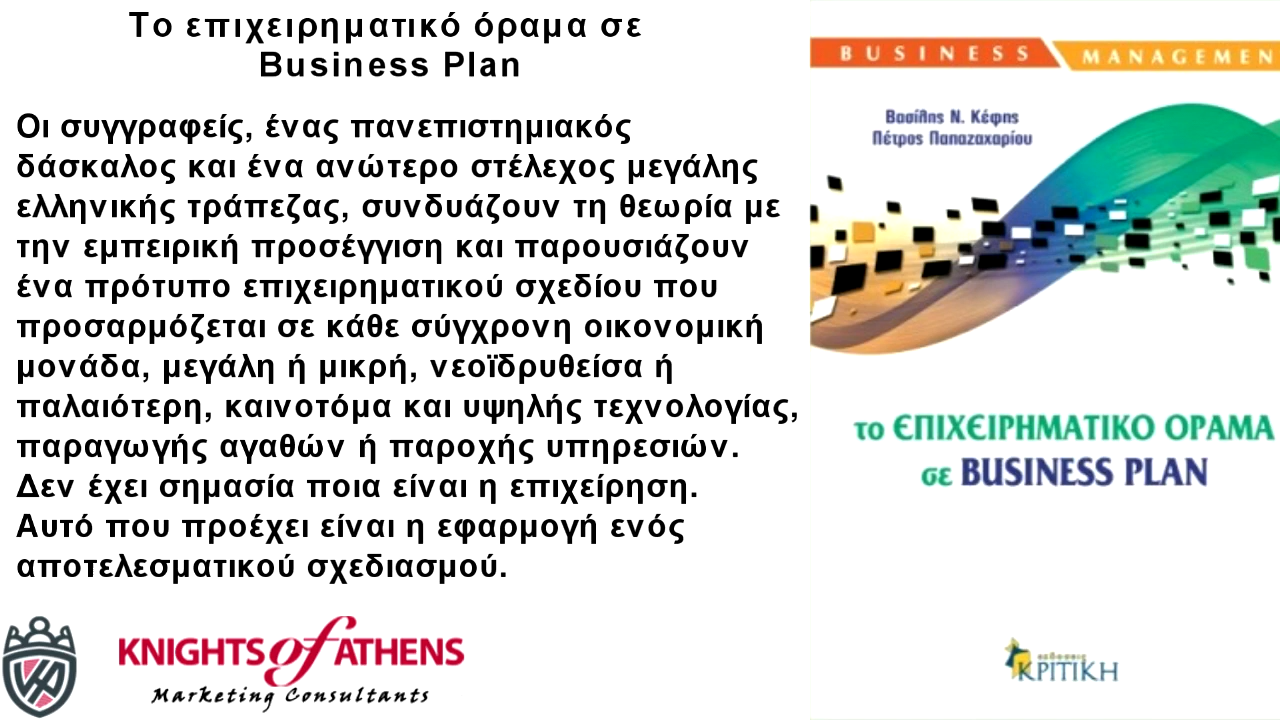 Το επιχειρηματικό όραμα σε
Business Plan
Οι συγγραφείς, ένας πανεπιστημιακός
δάσκαλος και ένα ανώτερο στέλεχος μεγάλης
ελληνικής τράπεζας, συνδυάζουν τη θεωρία με
την εμπειρική προσέγγιση και παρουσιάζουν
ένα πρότυπο επιχειρηματικού σχεδίου που
προσαρμόζεται σε κάθε σύγχρονη οικονομική
μονάδα, μεγάλη ή μικρή, νεοϊδρυθείσα ή
παλαιότερη, καινοτόμα και υψηλής τεχνολογίας,
παραγωγής αγαθών ή παροχής υπηρεσιών.
Δεν έχει σημασία ποια είναι η επιχείρηση.
Αυτό που προέχει είναι η εφαρμογή ενός
αποτελεσματικού σχεδιασμού.
KNIGHTS of ATHENS
Marketing Consultants
BUSINESS MANAGEMEN
Βασίλης Ν. Κέφης
Πέτρος Παπαζαχαρίου
το ΕΠΙΧΕΙΡΗΜΑΤΙΚΟ ΟΡΑΜΑ
σε BUSINESS PLAN
εκδοσεις
ΚΡΙΤΙΚΗ